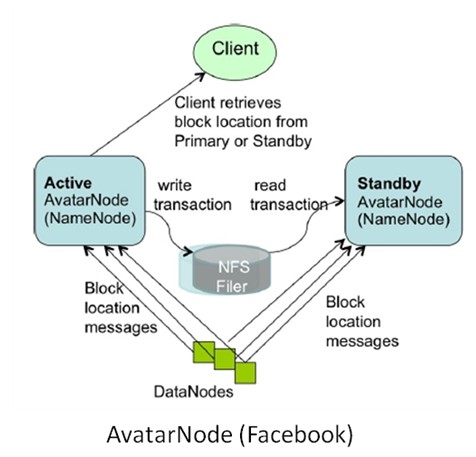 Client
Client retrieves
block location from
Primary or Standby
Active
AvatarNode
(NameNode)
write
transaction
read
transaction
Standby
AvatarNode
(NameNode)
NFS
Filer
Block
location
messages
Block
location
messages
DataNodes
AvatarNode (Facebook)